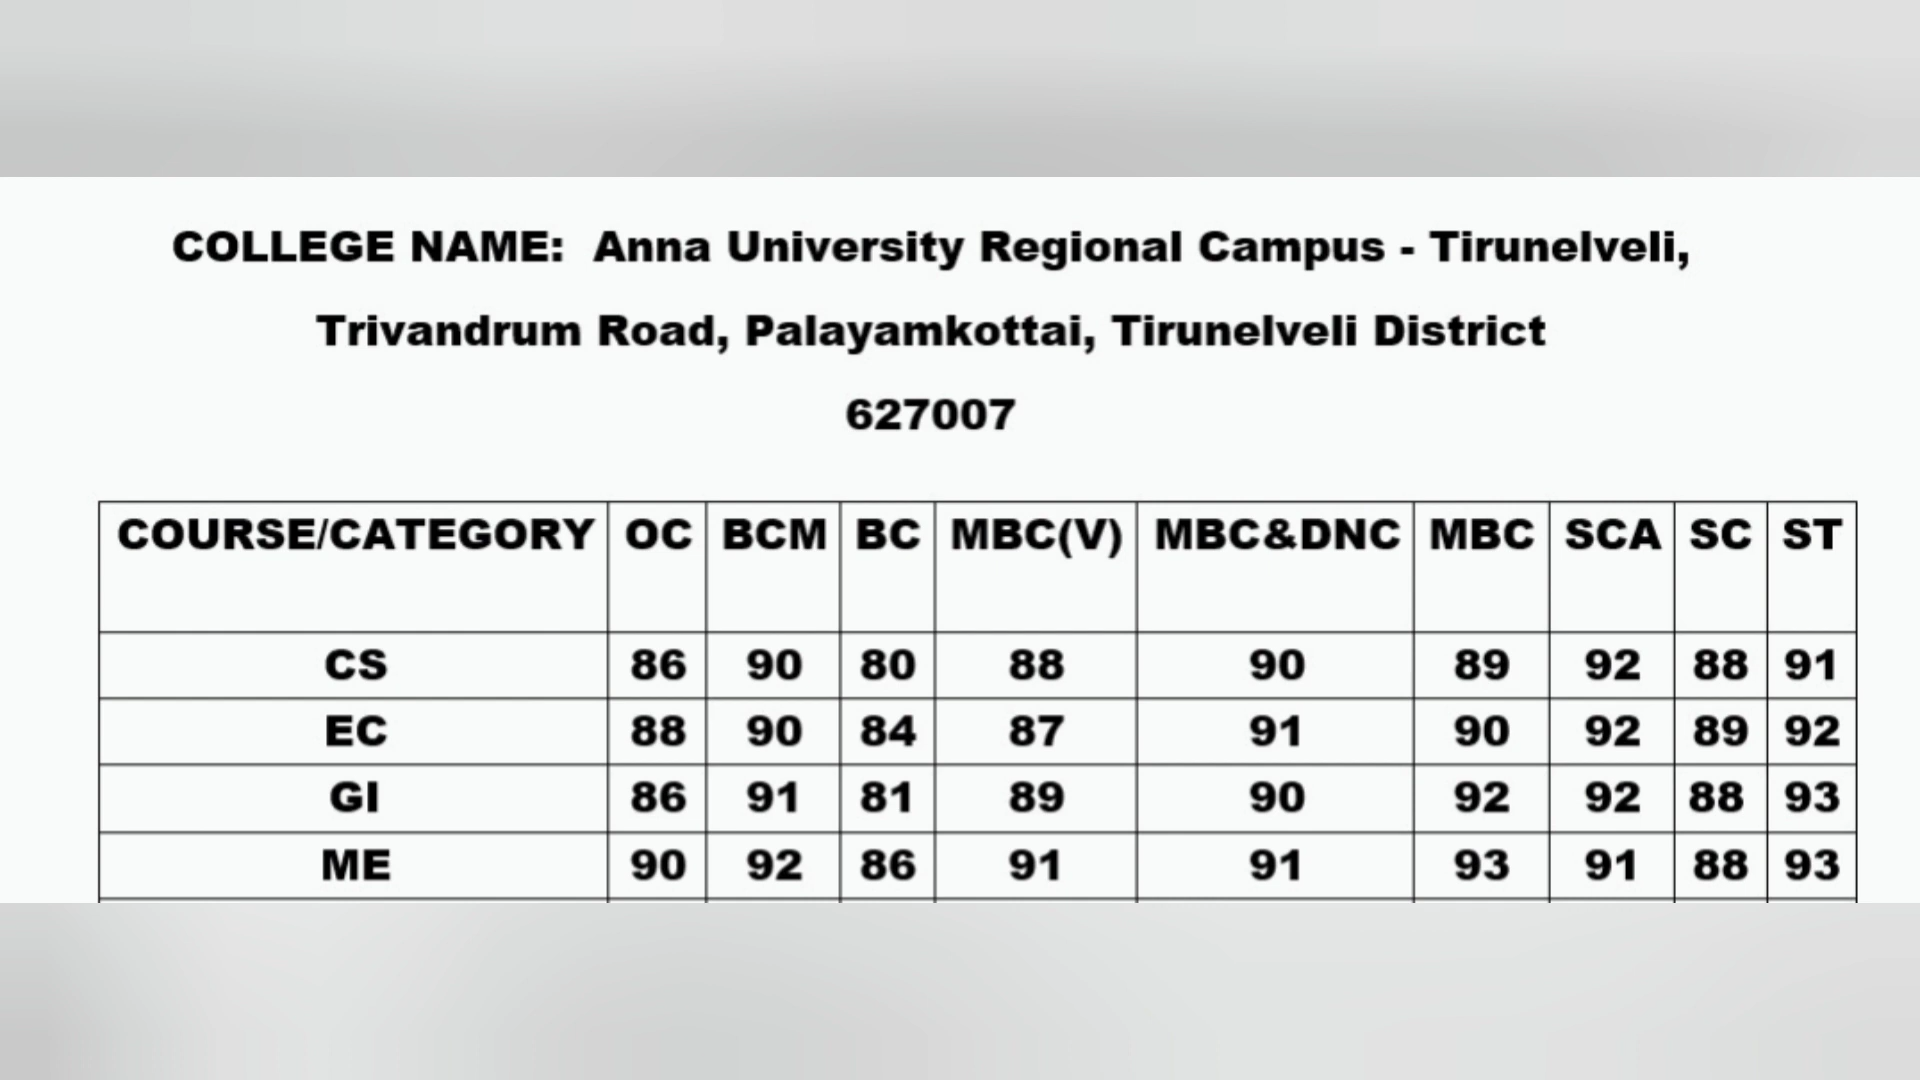 COLLEGE NAME: Anna University Regional Campus - Tirunelveli,
Trivandrum Road, Palayamkottai, Tirunelveli District
627007
COURSE/CATEGORY OC BCM BC MBC(V) MBC&DNC MBC SCA SC ST
CS 86 90 80 88 90 89 92 88 91
EC 88 90 84 87 91 90 92 89 92
GI 86 91 81 89 90 92 92 88 93
ME 90 92 86 91 91 93 91 88 93